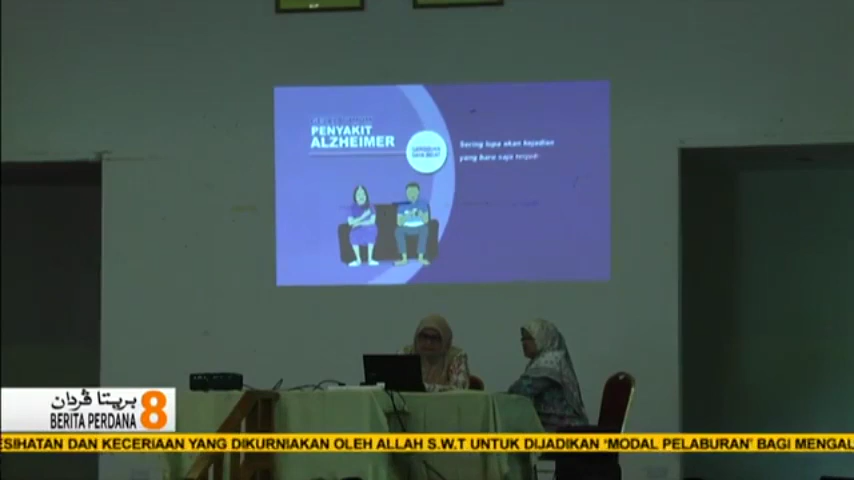 PENYAKIT
ALZHEIMER
Sering lupa akan kejadian
yang baru saja terjadi
بريتا ڤردان
BERITA PERDANA
8
ESIHATAN DAN KECERIAAN YANG DIKURNIAKAN OLEH ALLAH S.W.T UNTUK DIJADIKAN "MODAL PELABURAN" BAGI MENGAL